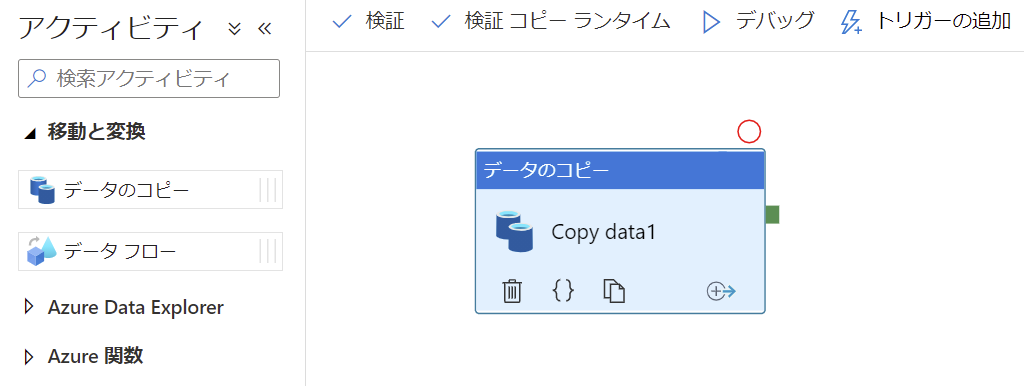 アクティビティ
検索アクティビティ
移動と変換
データのコピー
データ フロー
Azure Data Explorer
Azure 関数
検証
検証 コピー ランタイム
デバッグ
トリガーの追加
データのコピー
Copy data1